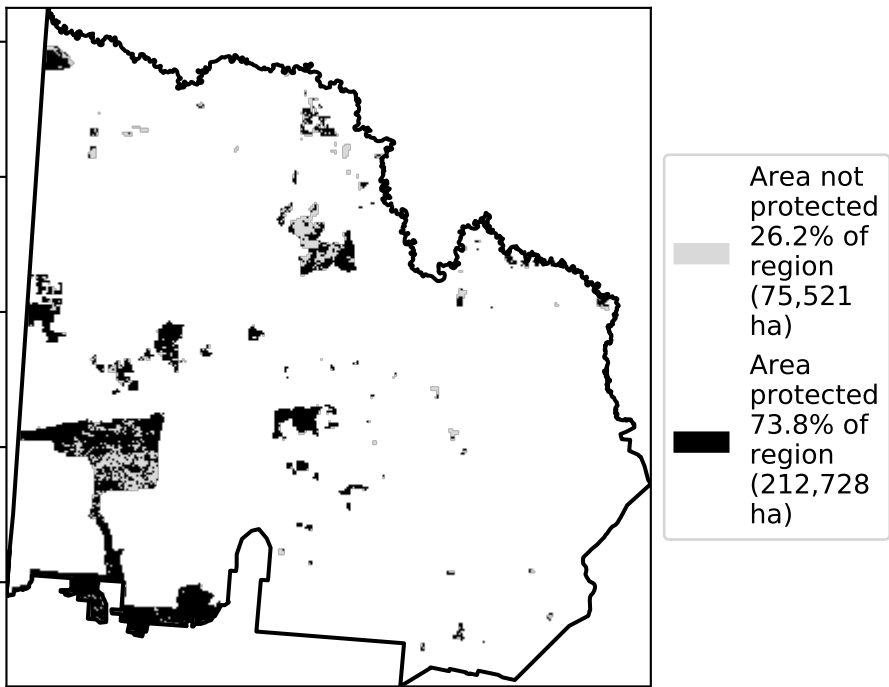 Area not
protected
26.2% of
region
(75,521
ha)
Area
protected
73.8% of
region
(212,728
ha)